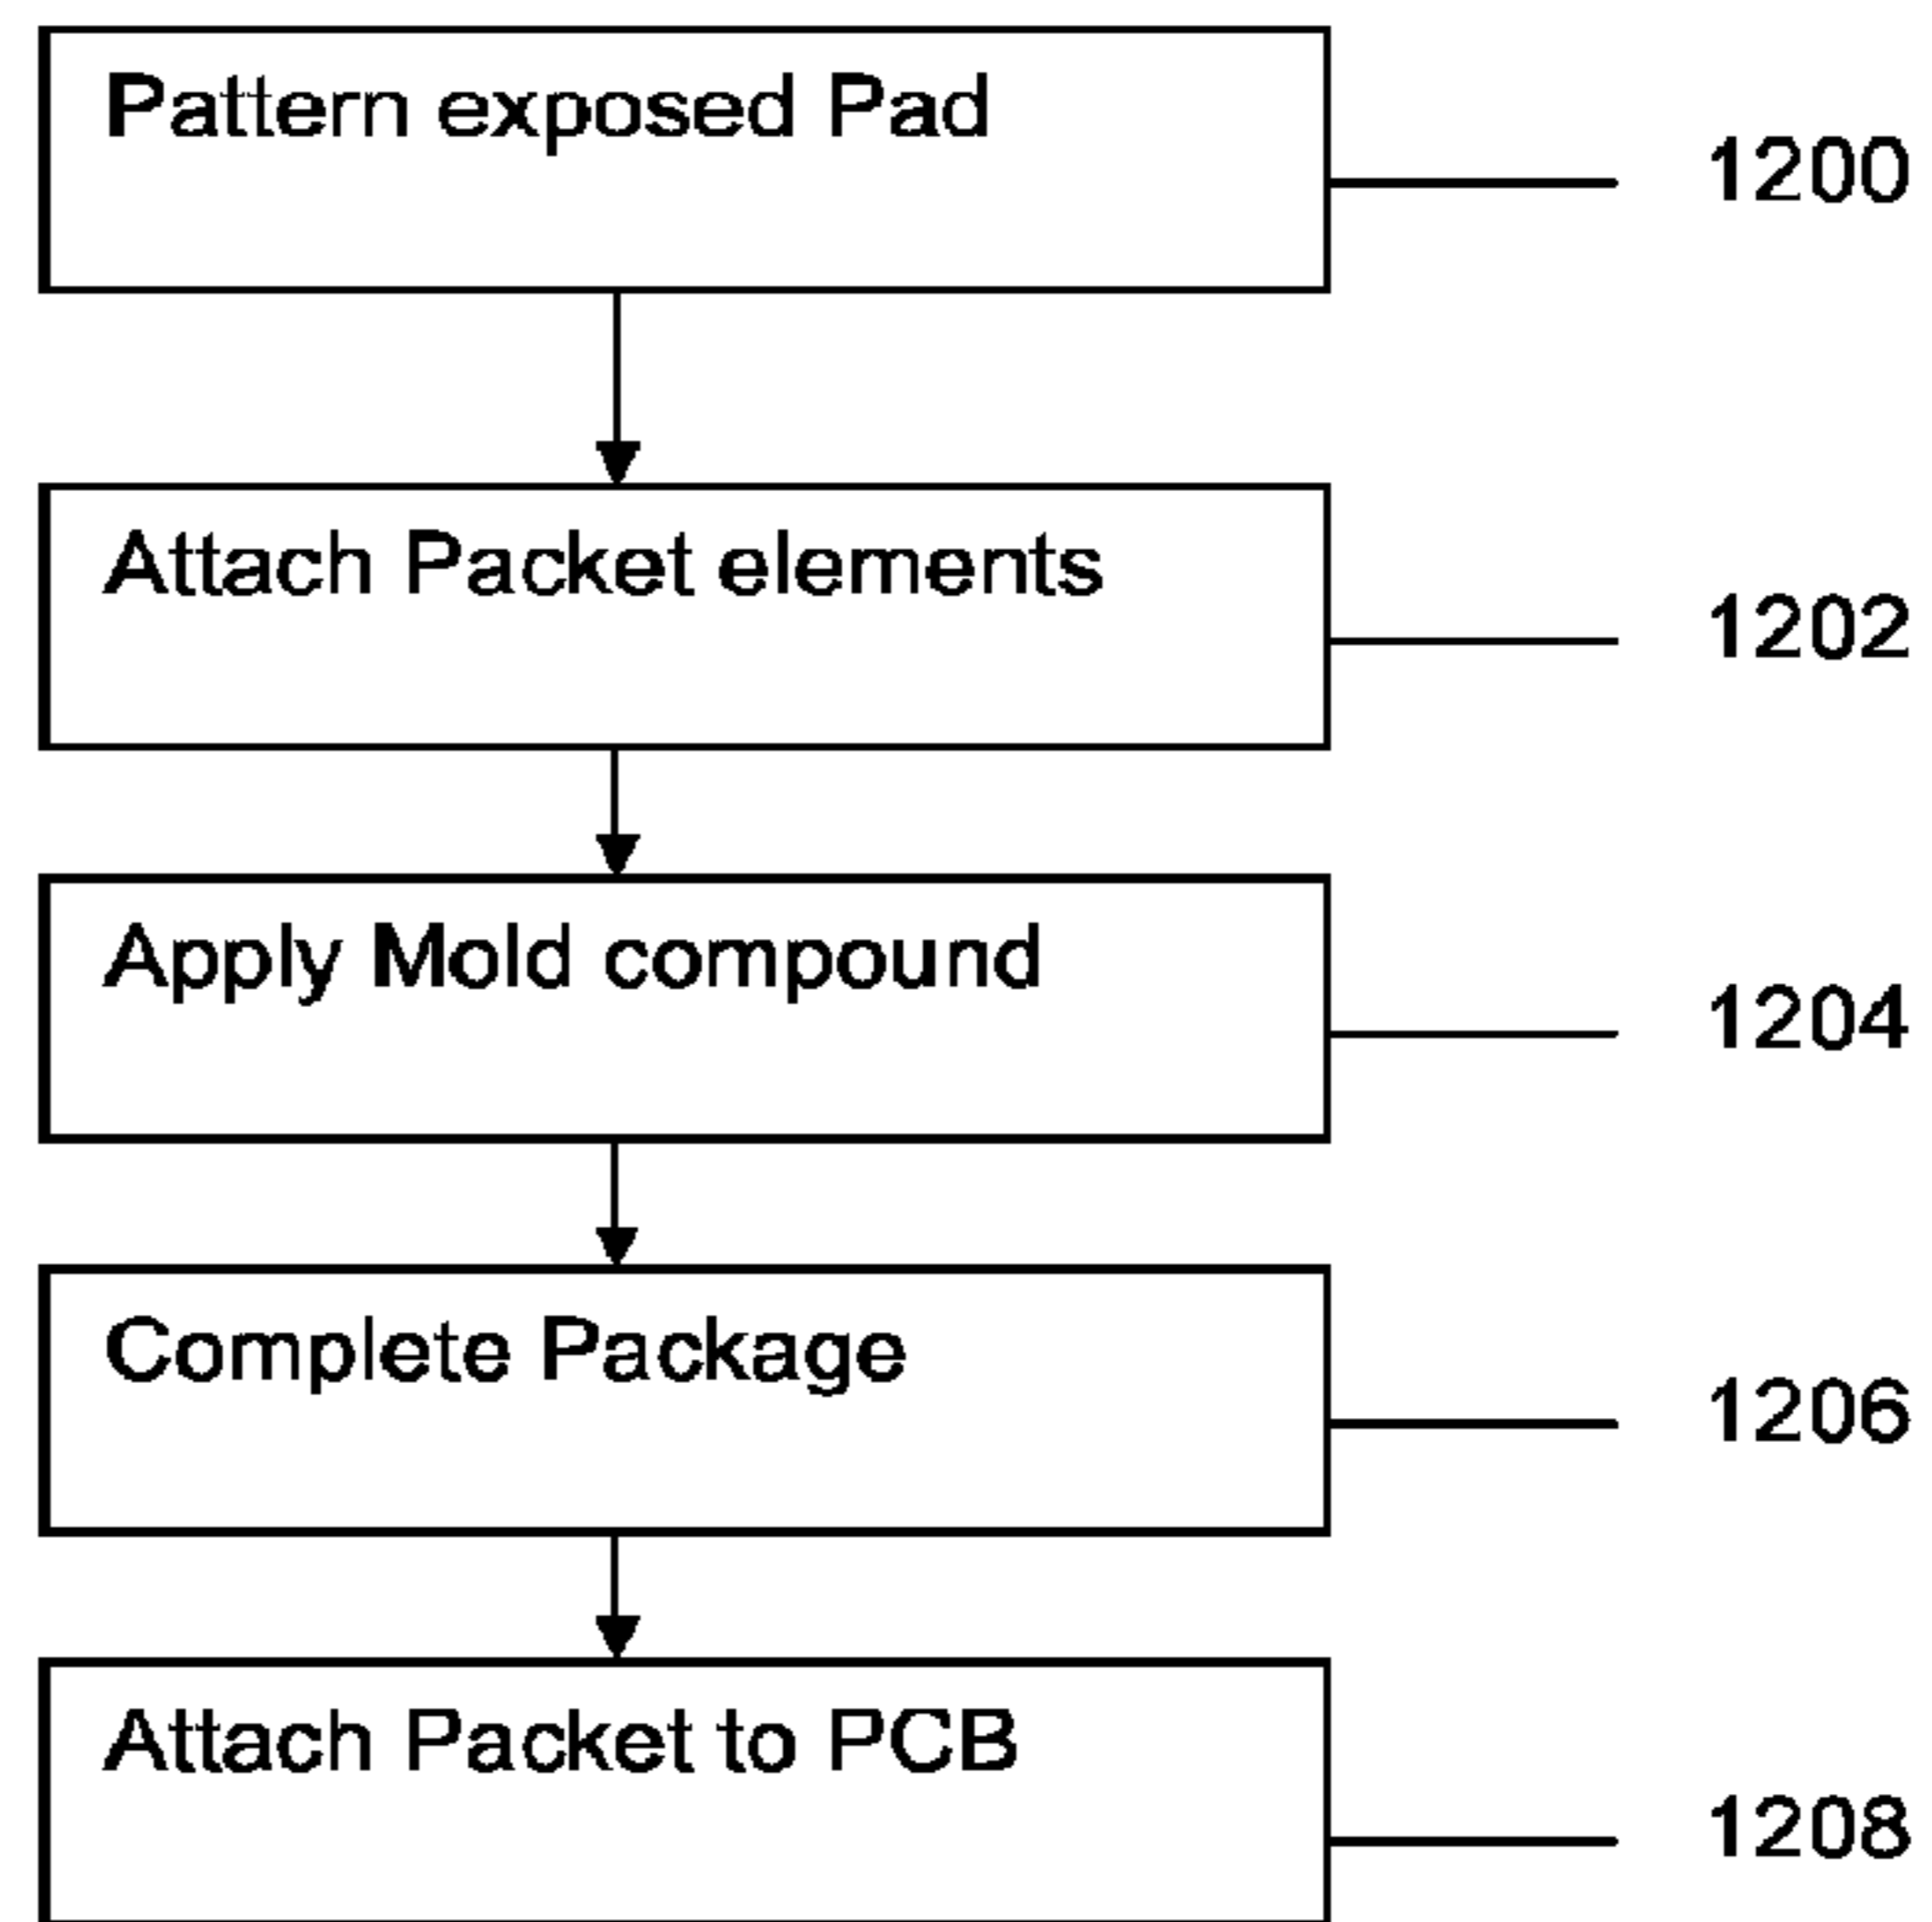 Pattern exposed Pad
1200
Attach Packet elements
1202
Apply Mold compound
1204
Complete Package
1206
Attach Packet to PCB
1208